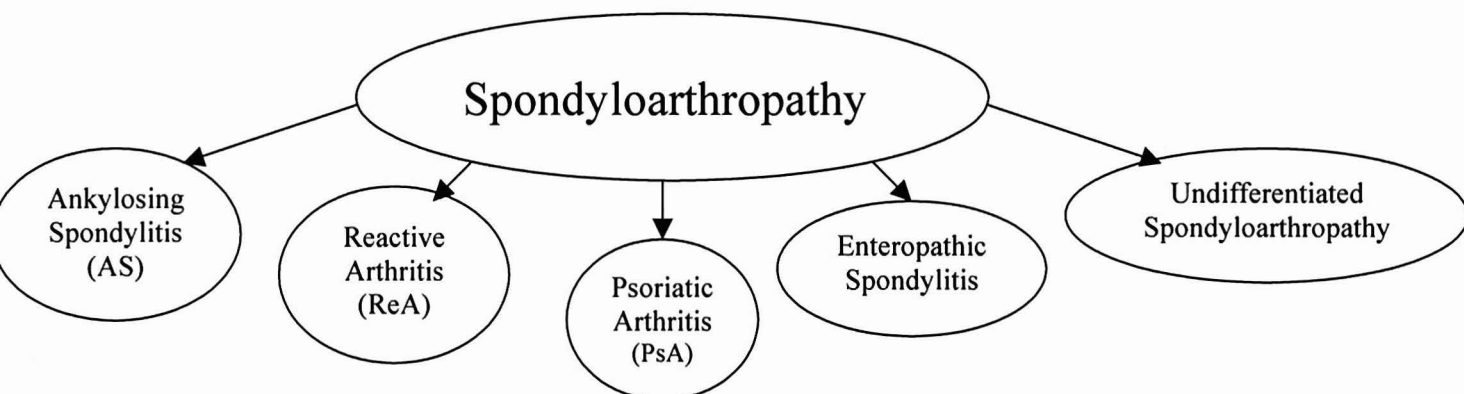 Spondyloarthropathy
Ankylosing
Spondylitis
(AS)
Reactive
Arthritis
(ReA)
Psoriatic
Arthritis
(PsA)
Enteropathic
Spondylitis
Undifferentiated
Spondyloarthropathy